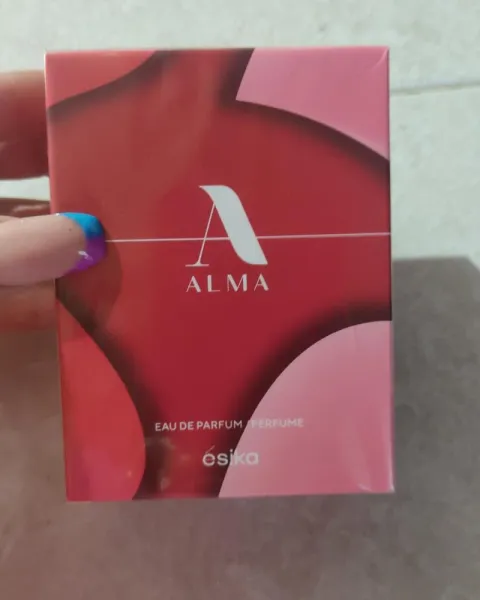 A
ALMA
EAU DE PARFUM / PERFUME
ésika